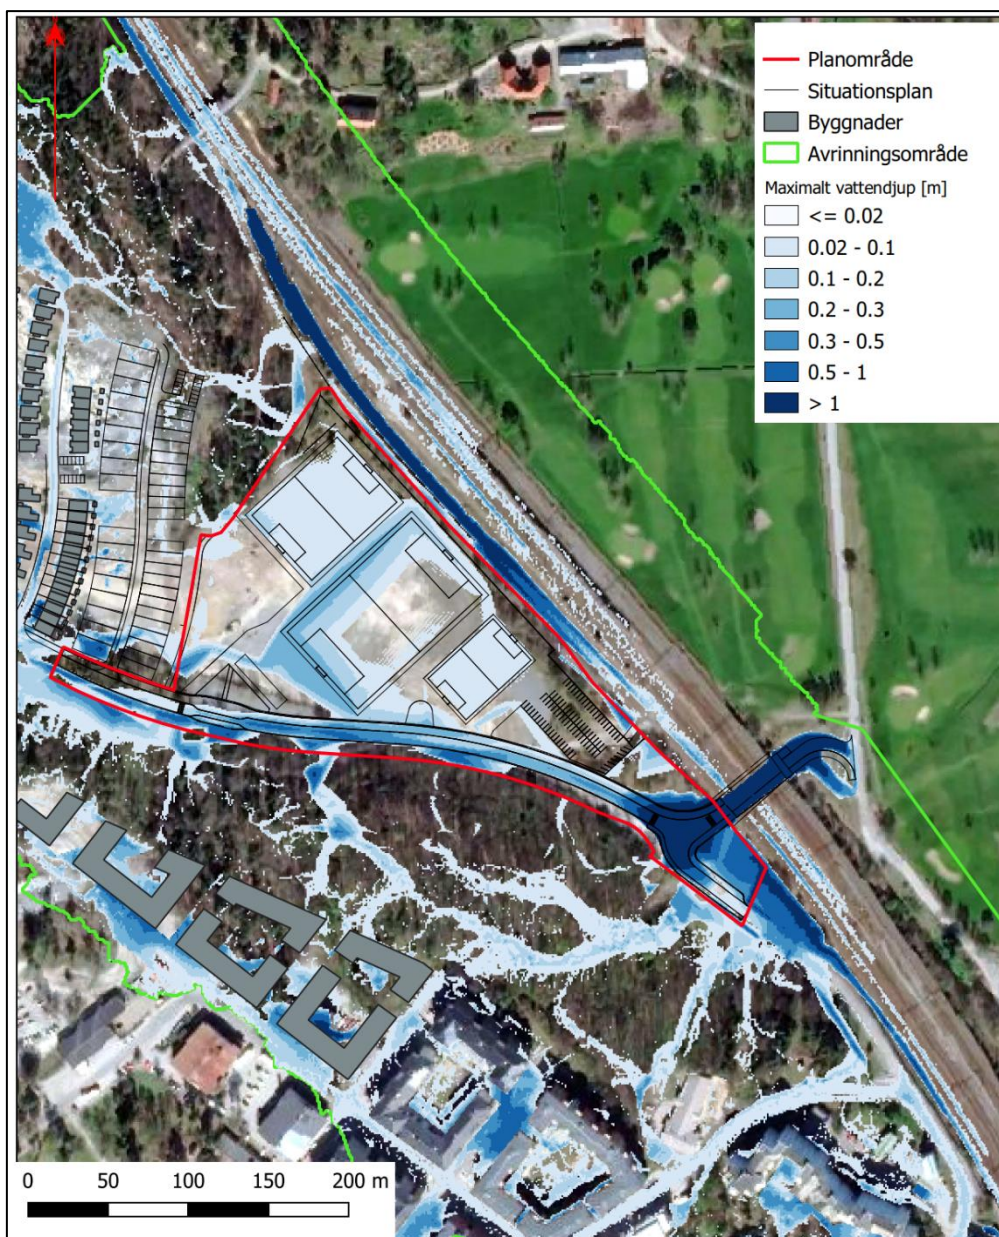 Planområde
Situationsplan
Byggnader
Avrinningsområde
Maximalt vattendjup [m]
<= 0.02
0.02 - 0.1
0.1 - 0.2
0.2 - 0.3
0.3 - 0.5
0.5 - 1
> 1
0 50 100 150 200 m